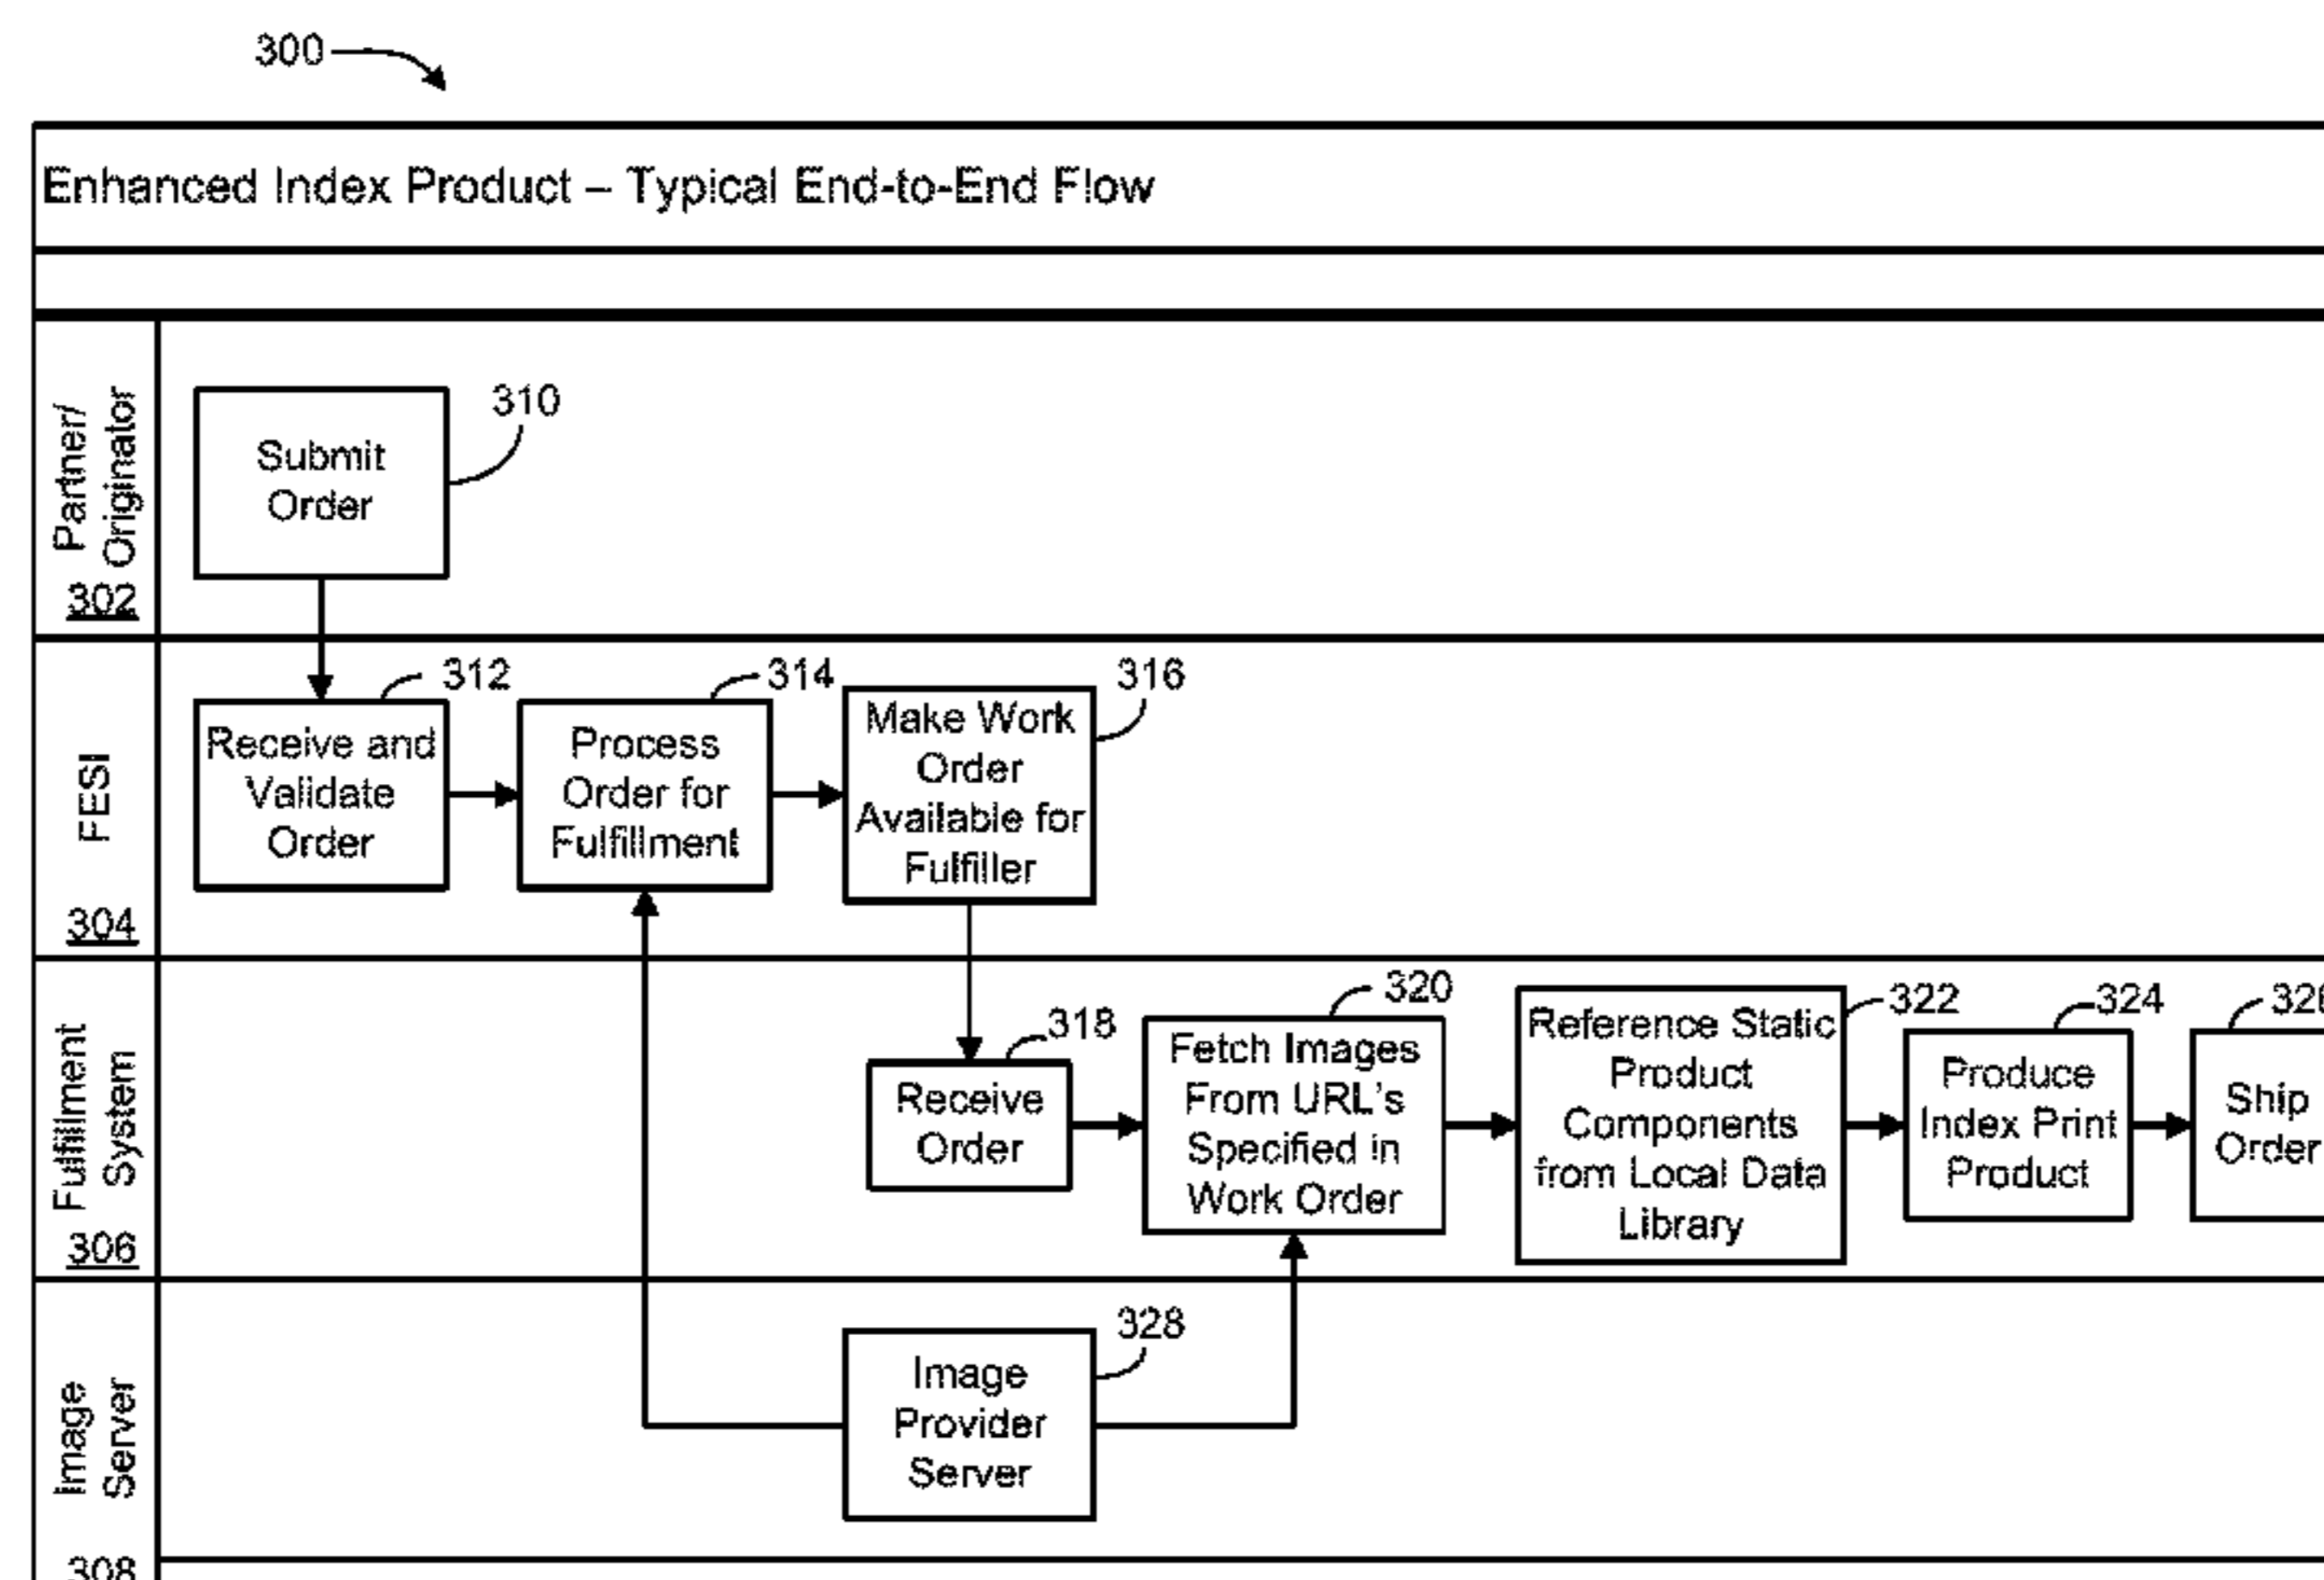 300
Enhanced Index Product – Typical End-to-End Flow
Partner/
Originator
302
Submit
Order
310
FESI
304
312
Receive and
Validate
Order
314
Process
Order for
Fulfillment
316
Make Work
Order
Available for
Fulfiller
Fulfillment
System
306
318
Receive
Order
320
Fetch Images
From URL's
Specified in
Work Order
322
Reference Static
Product
Components
from Local Data
Library
324
Produce
Index Print
Product
326
Ship
Order
Image
Server
308
328
Image
Provider
Server